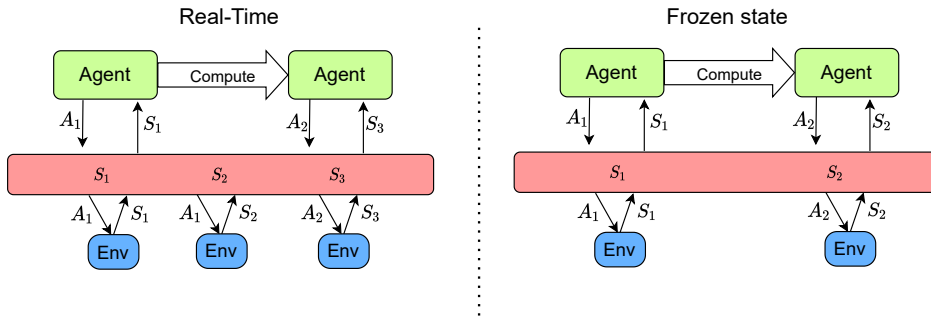 Real-Time
Agent Compute Agent
A₁ S₁ A₂ S₃
S₁ S₂ S₃
A₁ S₁ A₁ S₂ A₂ S₃
Env Env Env
Frozen state
Agent Compute Agent
A₁ S₁ A₂ S₂
S₁ S₂
A₁ S₁ A₂ S₂
Env Env